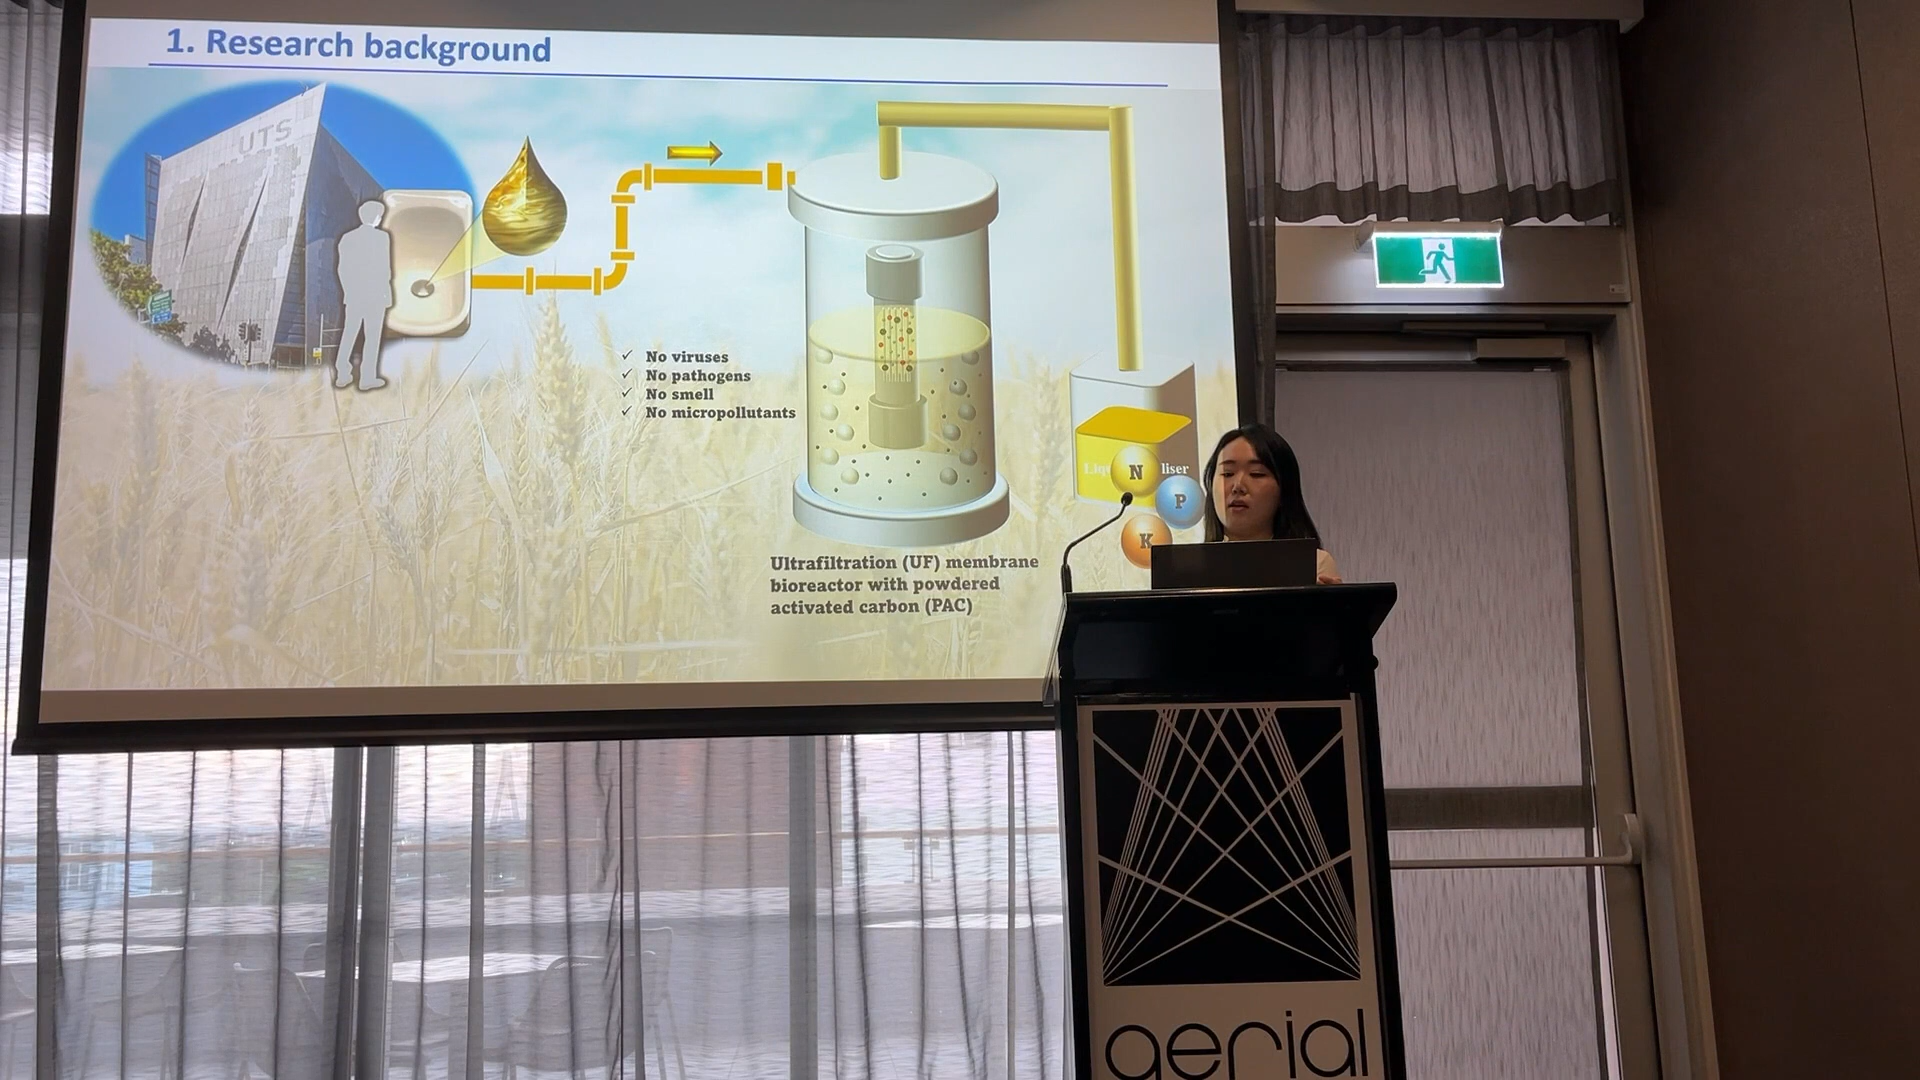 1. Research background
UTS
✓ No viruses
✓ No pathogens
✓ No smell
✓ No micropollutants
N
liser
P
K
Ultrafiltration (UF) membrane
bioreactor with powdered
activated carbon (PAC)
aerial